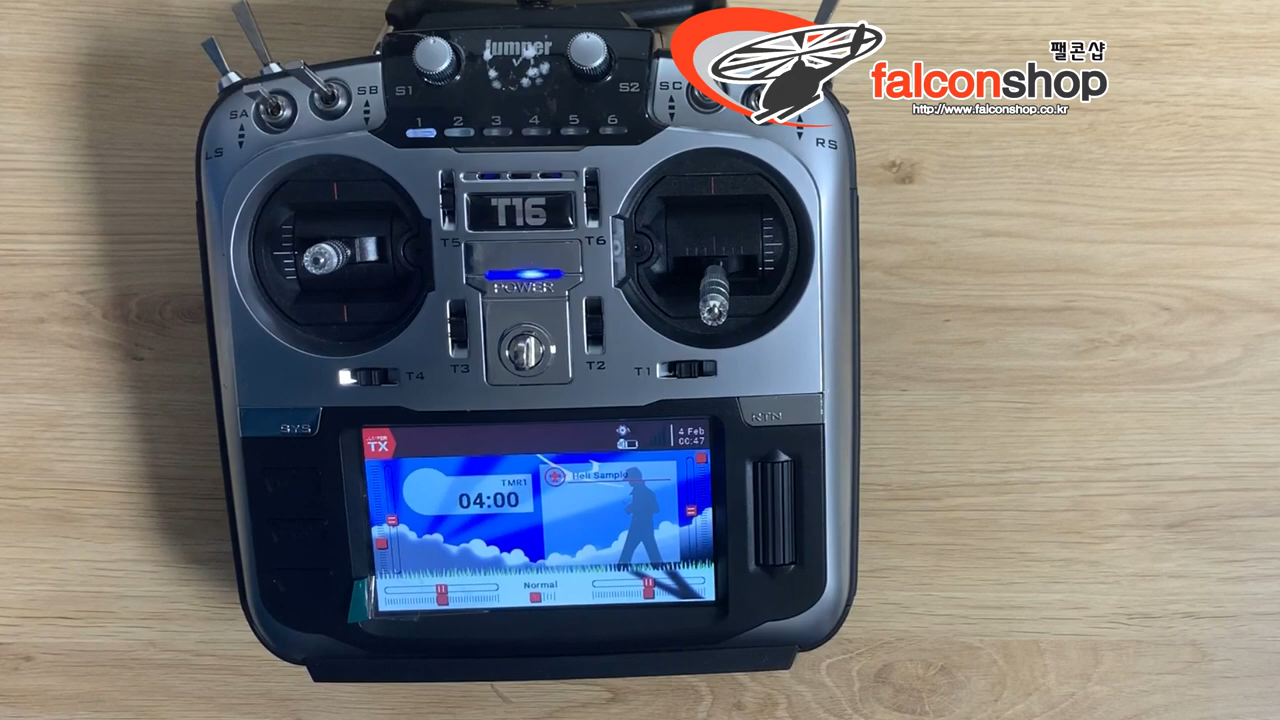 팰콘샵
falconshop
http://www.falconshop.co.kr
Jumper
S1
S2
SA
SB
SC
LS
RS
1 2 3 4 5 6
T16
T5
T6
POWER
T3
T2
T4
T1
SYS
RTN
JUMPER
TX
4 Feb
00:47
TMR1
04:00
Heli Sample
Normal